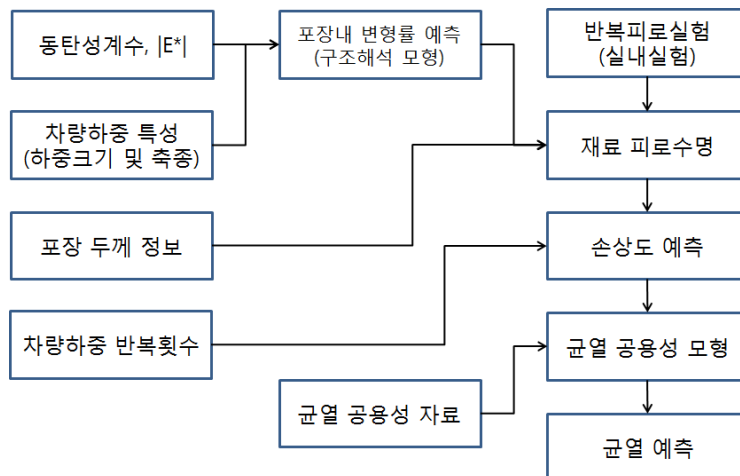 동탄성계수, |E*|
포장내 변형률 예측
(구조해석 모형)
반복피로실험
(실내실험)
차량하중 특성
(하중크기 및 축종)
재료 피로수명
포장 두께 정보
손상도 예측
차량하중 반복횟수
균열 공용성 모형
균열 공용성 자료
균열 예측